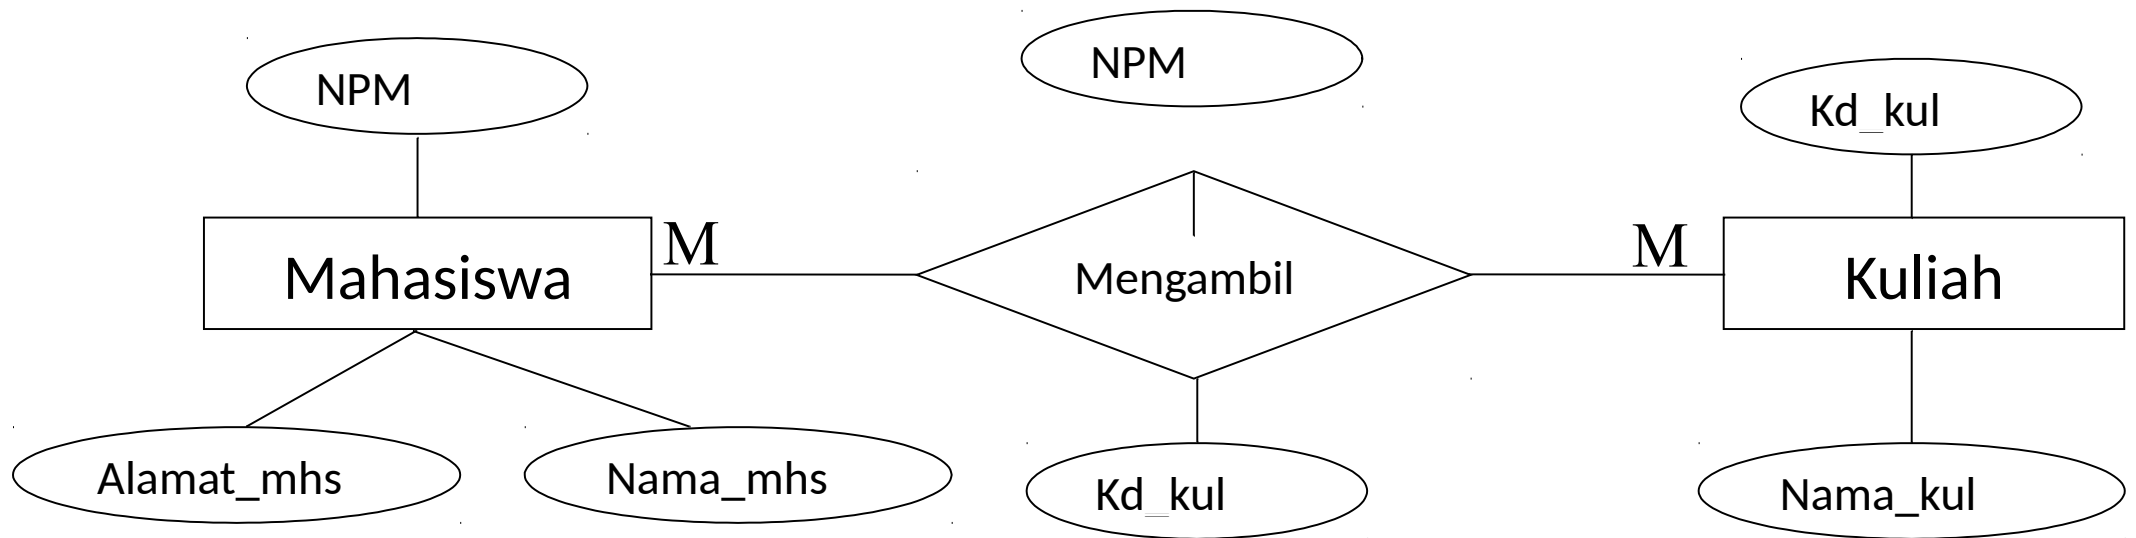 NPM
NPM
Kd_kul
Mahasiswa
M
Mengambil
M
Kuliah
Alamat_mhs
Nama_mhs
Kd_kul
Nama_kul